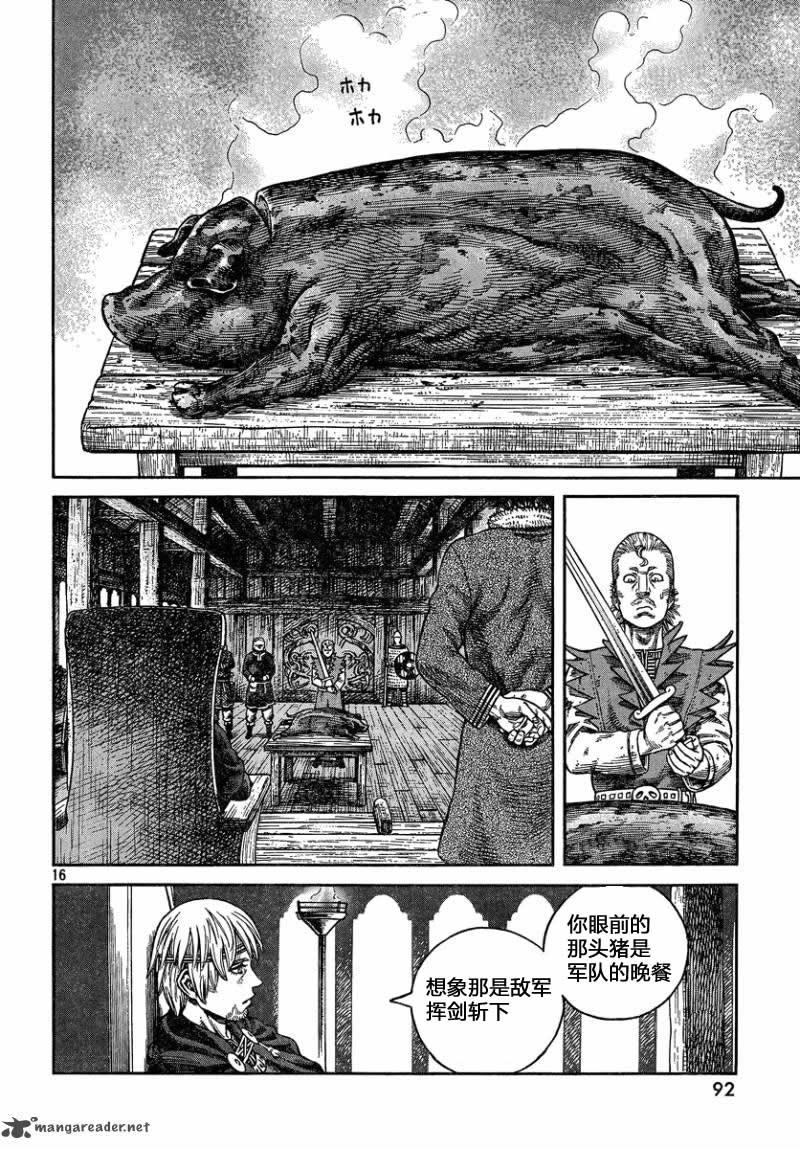 ホカ
ホカ
16
你眼前的
那头猪是
军队的晚餐
想象那是敌军
挥剑斩下
92
mangareader.net